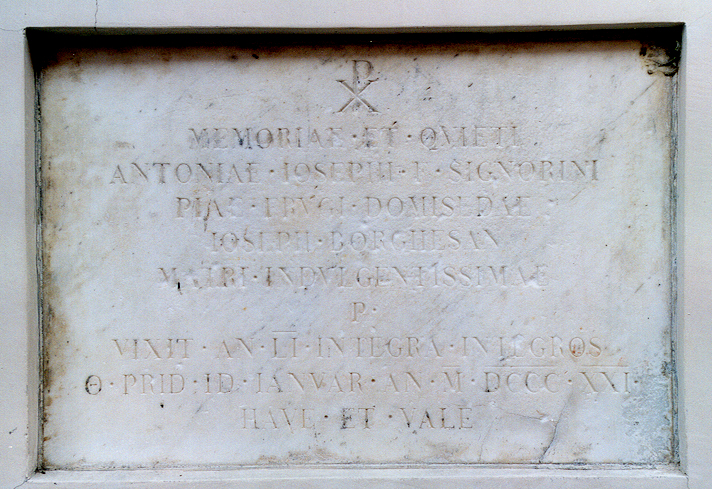 ☧
MEMORIAE · ET · QVIETI
ANTONIAE · IOSEPHI · F · SIGNORINI
PIAE · FRVGI · DOMISEDAE
IOSEPH · BORGHESAN
MATRI · INDVLGENTISSIMAE
P ·
VIXIT · AN · LI · INTEGRA · INTEGROS
Θ · PRID · ID · JANVAR · AN · M · DCCC · XXI ·
HAVE · ET · VALE